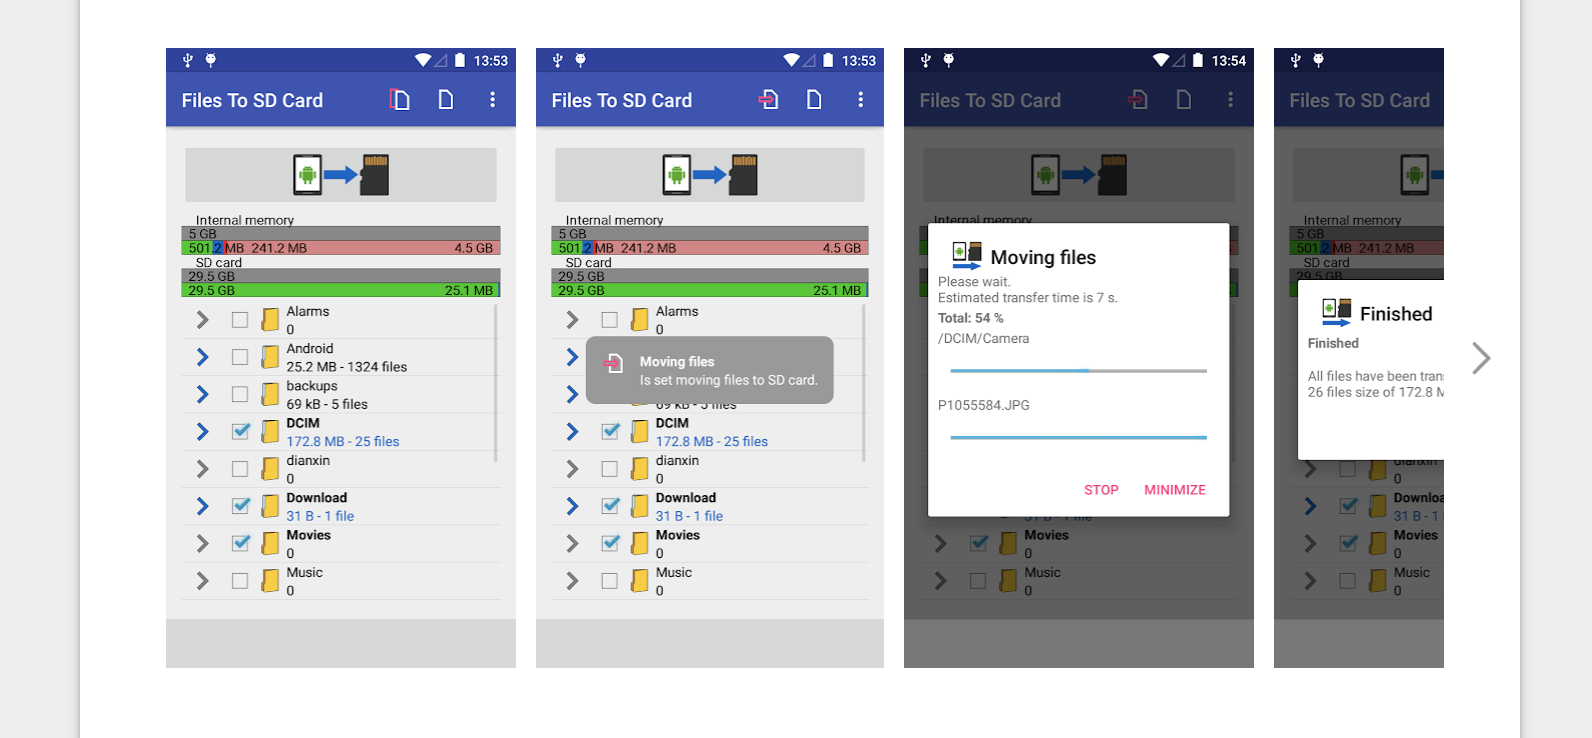 13:53
Files To SD Card
Internal memory
5 GB
501.2 MB 241.2 MB 4.5 GB
SD card
29.5 GB
29.5 GB 25.1 MB
Alarms
0
Android
25.2 MB - 1324 files
backups
69 kB - 5 files
DCIM
172.8 MB - 25 files
dianxin
0
Download
31 B - 1 file
Movies
0
Music
0
13:53
Files To SD Card
Internal memory
5 GB
501.2 MB 241.2 MB 4.5 GB
SD card
29.5 GB
29.5 GB 25.1 MB
Alarms
0
Moving files
Is set moving files to SD card.
69 kB - 5 files
DCIM
172.8 MB - 25 files
dianxin
0
Download
31 B - 1 file
Movies
0
Music
0
13:54
Files To SD Card
Internal memory
Moving files
Please wait.
Estimated transfer time is 7 s.
Total: 54 %
/DCIM/Camera
P1055584.JPG
STOP MINIMIZE
31 B - 1 file
Movies
0
Music
0
Files To SD Card
Internal memory
5 GB
501.2 MB
SD card
29.5 GB
Finished
Finished
All files have been tran
26 files size of 172.8 M
dianxin
0
Downloa
31 B - 1
Movies
0
Music
0